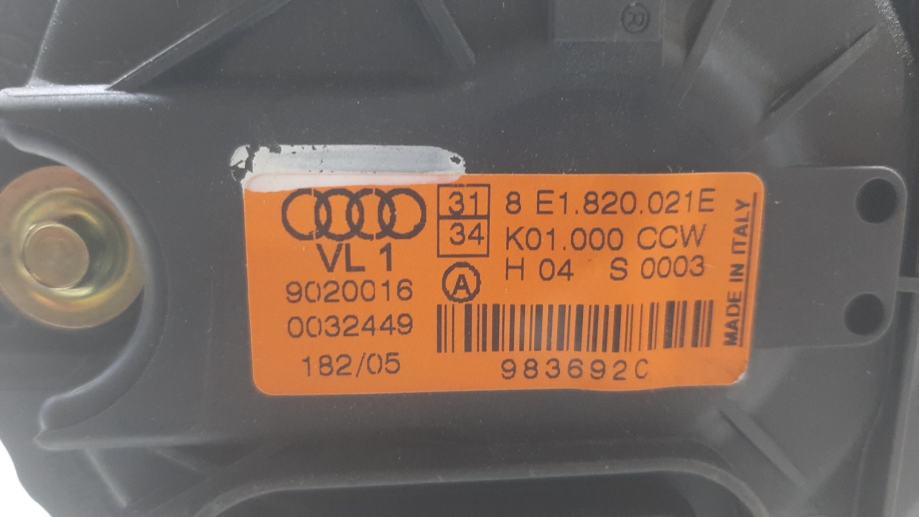 ®
31 8 E1.820.021E
34 K01.000 CCW
VL 1
A H 04 S 0003
9020016
0032449
182/05
983692C
MADE IN ITALY